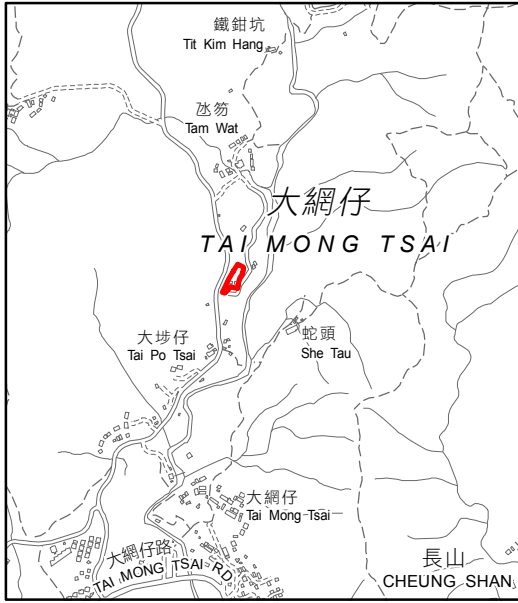 鐵鉗坑
Tit Kim Hang
氹笏
Tam Wat
大網仔
TAI MONG TSAI
大埗仔
Tai Po Tsai
蛇頭
She Tau
大網仔
Tai Mong Tsai
大網仔路
TAI MONG TSAI RD
長山
CHEUNG SHAN